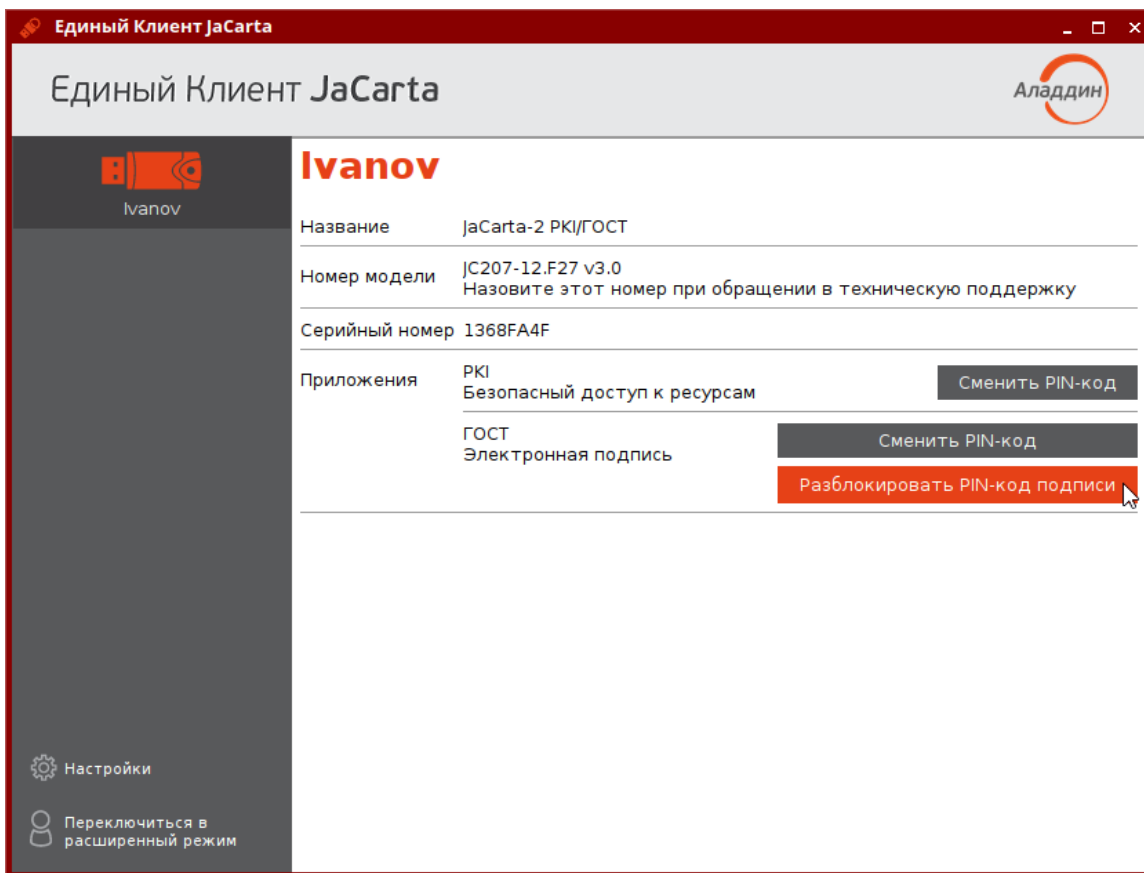 Единый Клиент JaCarta
Единый Клиент JaCarta
Аладдин
Ivanov
Ivanov
Название JaCarta-2 PKI/ГОСТ
Номер модели JC207-12.F27 v3.0
Назовите этот номер при обращении в техническую поддержку
Серийный номер 1368FA4F
Приложения PKI
Безопасный доступ к ресурсам
Сменить PIN-код
ГОСТ
Электронная подпись
Сменить PIN-код
Разблокировать PIN-код подписи
Настройки
Переключиться в
расширенный режим